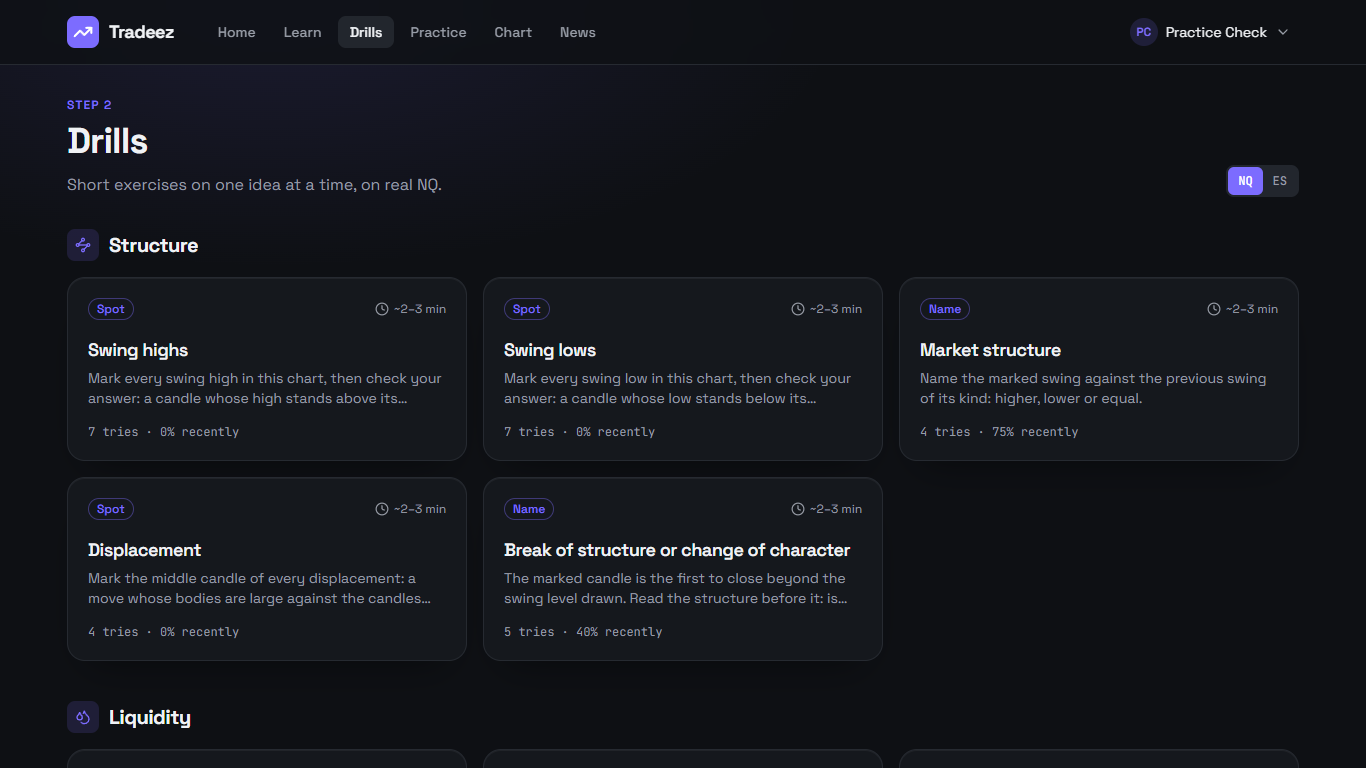 Tradeez
Home
Learn
Drills
Practice
Chart
News
PC
Practice Check
STEP 2
Drills
Short exercises on one idea at a time, on real NQ.
NQ
ES
Structure
Spot
~2–3 min
Swing highs
Mark every swing high in this chart, then check your
answer: a candle whose high stands above its…
7 tries · 0% recently
Spot
~2–3 min
Swing lows
Mark every swing low in this chart, then check your
answer: a candle whose low stands below its…
7 tries · 0% recently
Name
~2–3 min
Market structure
Name the marked swing against the previous swing
of its kind: higher, lower or equal.
4 tries · 75% recently
Spot
~2–3 min
Displacement
Mark the middle candle of every displacement: a
move whose bodies are large against the candles…
4 tries · 0% recently
Name
~2–3 min
Break of structure or change of character
The marked candle is the first to close beyond the
swing level drawn. Read the structure before it: is…
5 tries · 40% recently
Liquidity